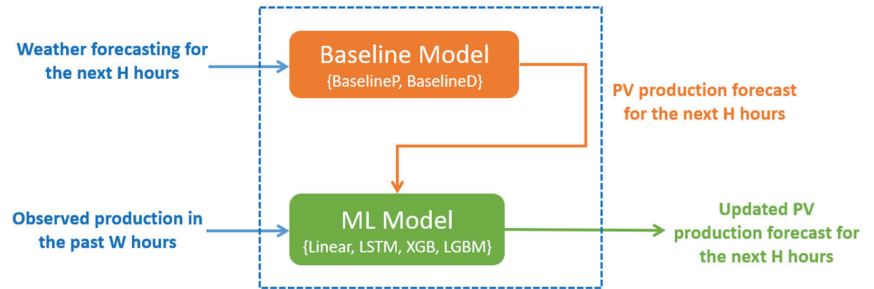 Weather forecasting for
the next H hours
Baseline Model
{BaselineP, BaselineD}
PV production forecast
for the next H hours
Observed production in
the past W hours
ML Model
{Linear, LSTM, XGB, LGBM}
Updated PV
production forecast for
the next H hours